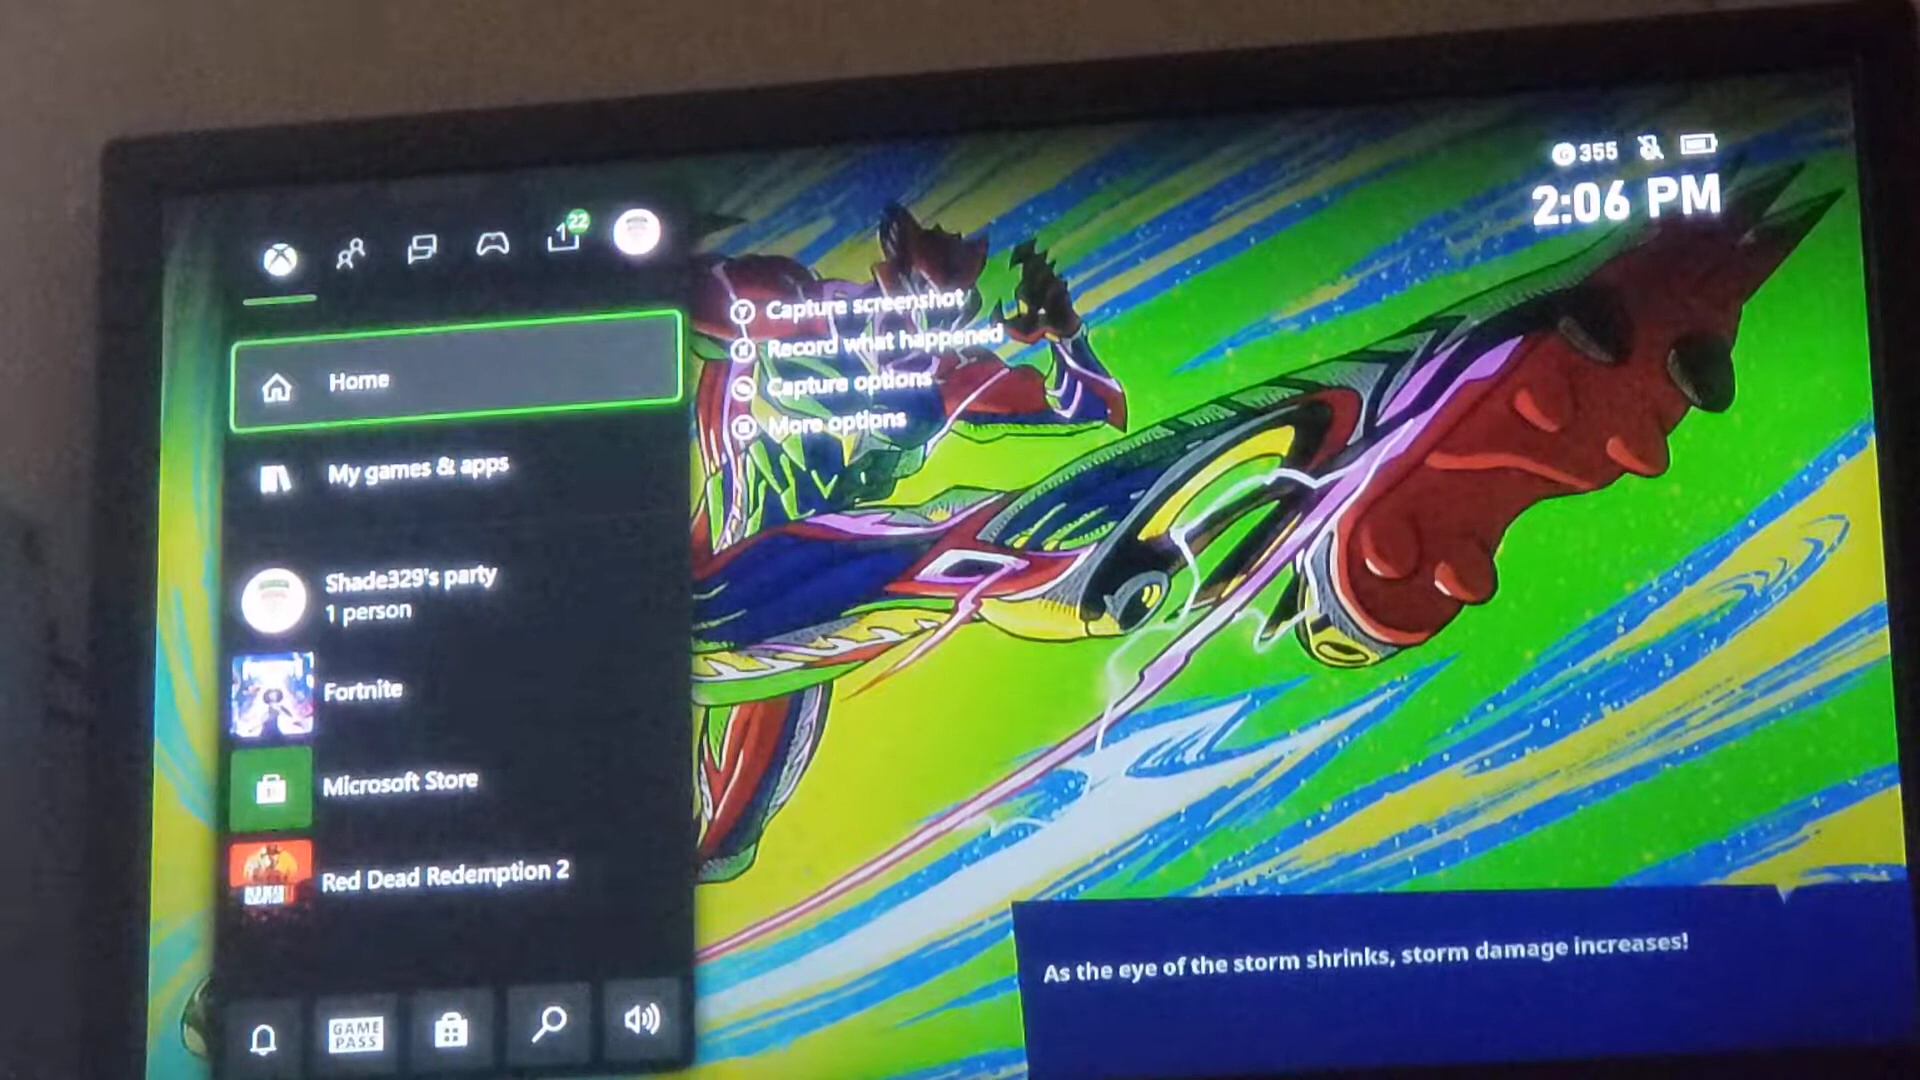 355
2:06 PM
22
Capture screenshot
Record what happened
Capture options
More options
Home
My games & apps
Shade329's party
1 person
Fortnite
Microsoft Store
Red Dead Redemption 2
GAME
PASS
As the eye of the storm shrinks, storm damage increases!